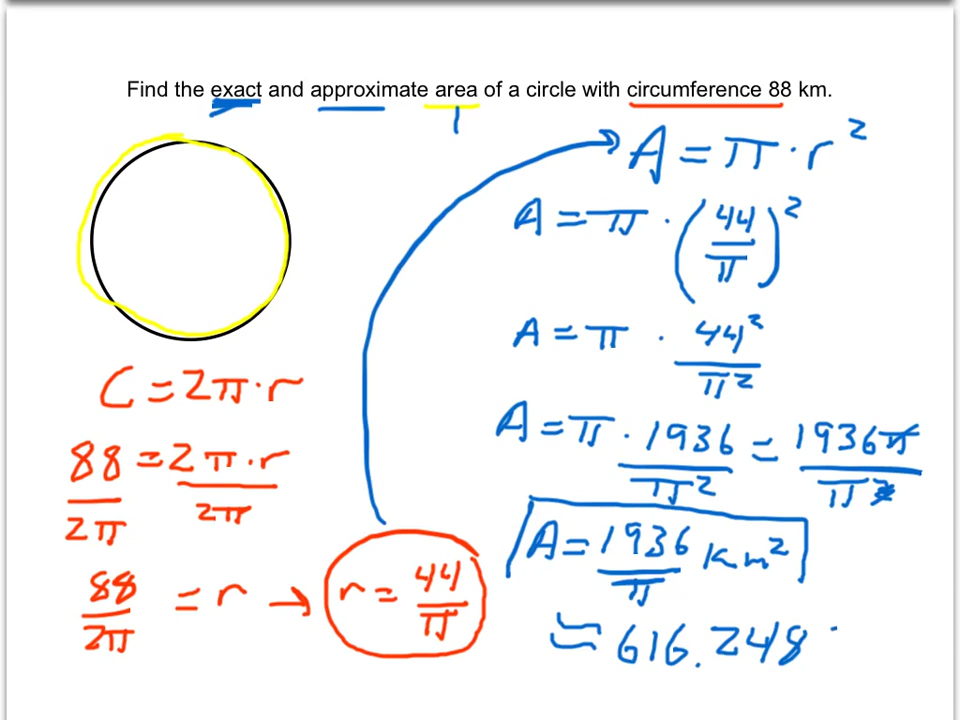 Find the exact and approximate area of a circle with circumference 88 km.
A = π · r²
A = π · (44/π)²
A = π · 44²/π²
C = 2π · r
A = π · 1936/π² = 1936π/π²
88/2π = 2π · r/2π
A = 1936/π km²
88/2π = r → r = 44/π
≈ 616.248